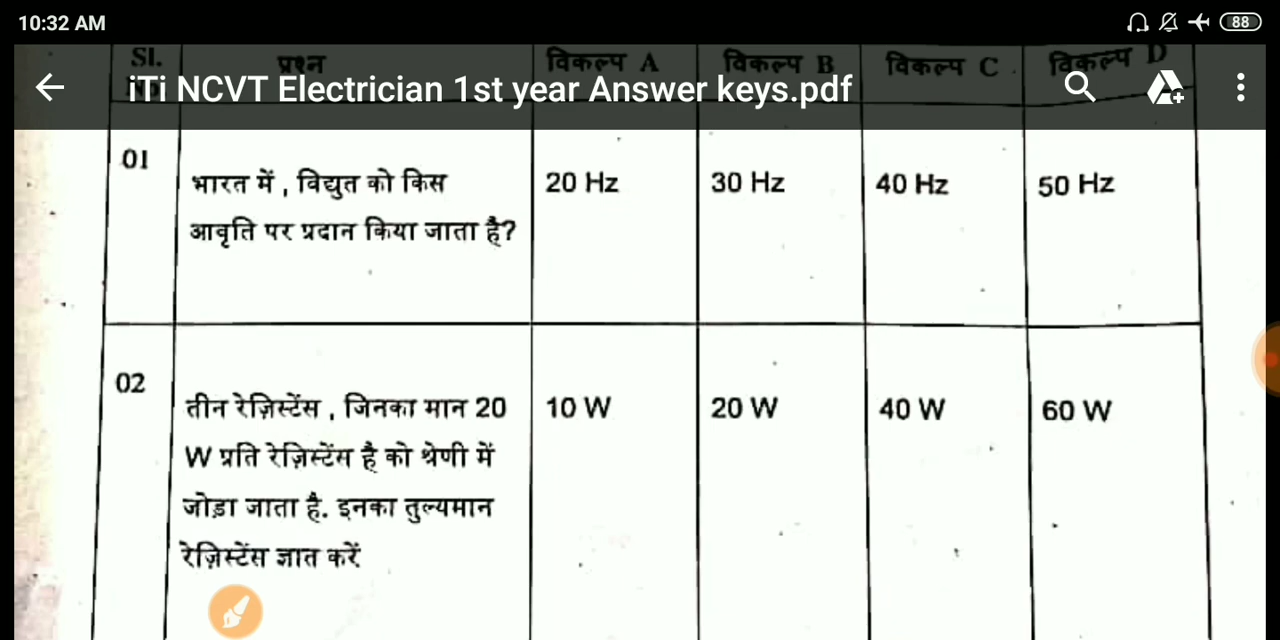 10:32 AM
88
Sl.
प्रश्न
विकल्प A
विकल्प B
विकल्प C
विकल्प D
iTi NCVT Electrician 1st year Answer keys.pdf
01
भारत में , विद्युत को किस
आवृति पर प्रदान किया जाता है?
20 Hz
30 Hz
40 Hz
50 Hz
02
तीन रेज़िस्टेंस , जिनका मान 20
W प्रति रेज़िस्टेंस है को श्रेणी में
जोड़ा जाता है. इनका तुल्यमान
रेज़िस्टेंस ज्ञात करें
10 W
20 W
40 W
60 W